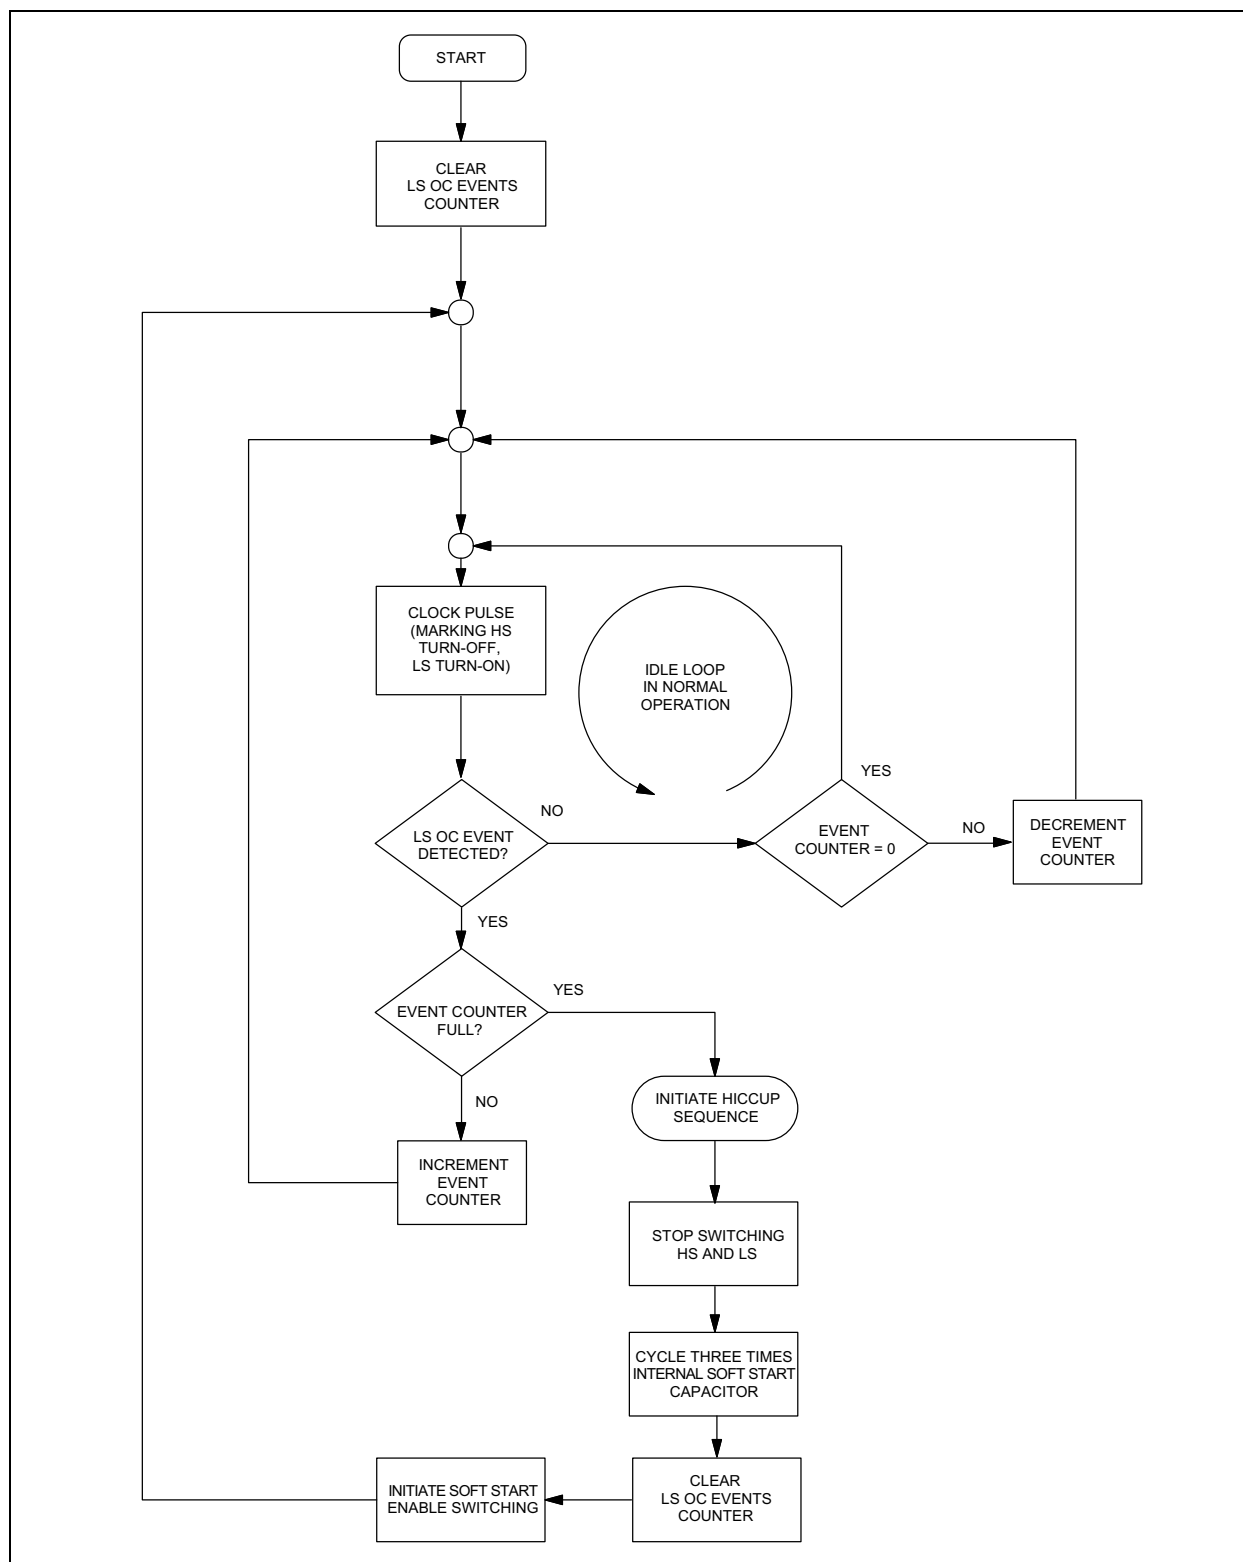 START
CLEAR
LS OC EVENTS
COUNTER
CLOCK PULSE
(MARKING HS
TURN-OFF,
LS TURN-ON)
IDLE LOOP
IN NORMAL
OPERATION
YES
NO
LS OC EVENT
DETECTED?
EVENT
COUNTER = 0
NO
DECREMENT
EVENT
COUNTER
YES
EVENT COUNTER
FULL?
YES
NO
INITIATE HICCUP
SEQUENCE
INCREMENT
EVENT
COUNTER
STOP SWITCHING
HS AND LS
CYCLE THREE TIMES
INTERNAL SOFT START
CAPACITOR
CLEAR
LS OC EVENTS
COUNTER
INITIATE SOFT START
ENABLE SWITCHING